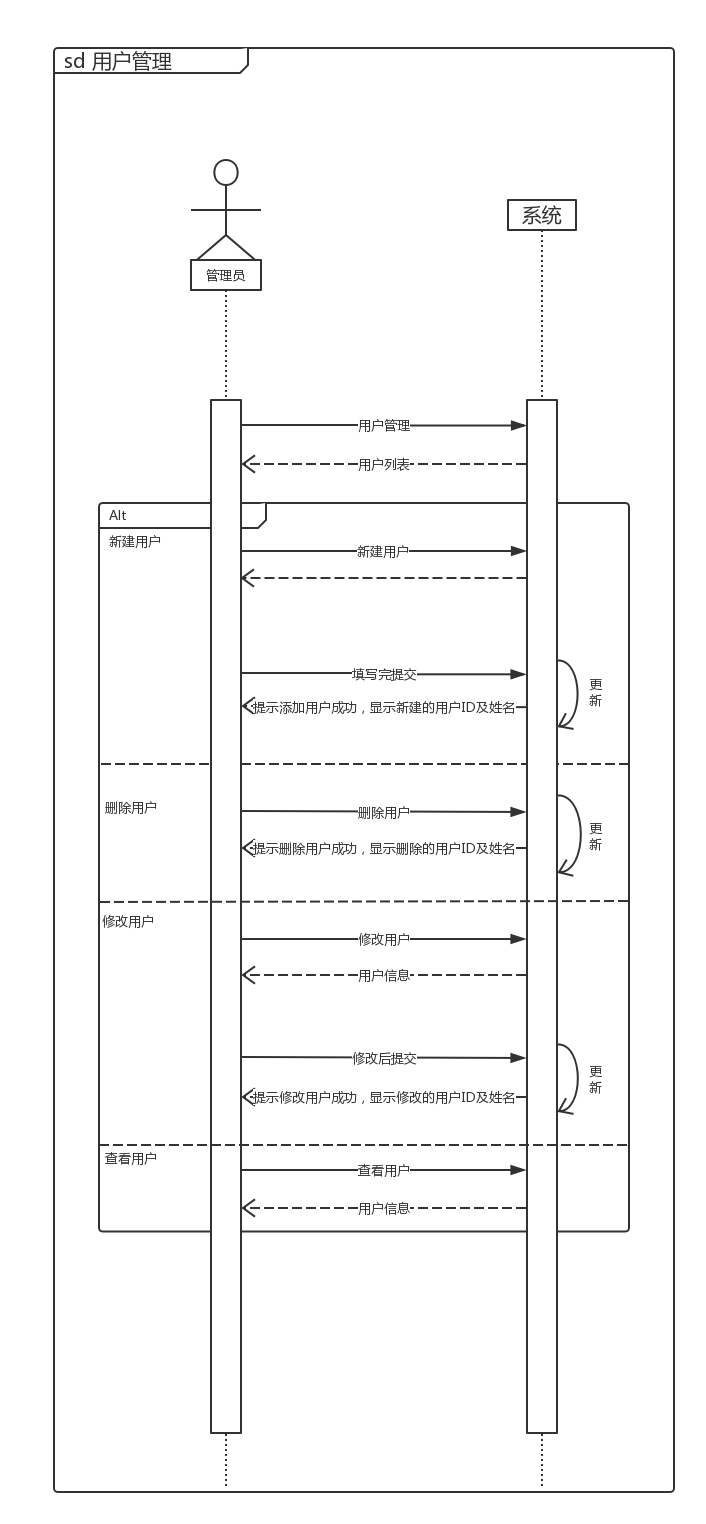 sd 用户管理
系统
管理员
用户管理
用户列表
Alt
新建用户
新建用户
填写完提交
更
新
提示添加用户成功，显示新建的用户ID及姓名
删除用户
删除用户
更
新
提示删除用户成功，显示删除的用户ID及姓名
修改用户
修改用户
用户信息
修改后提交
更
新
提示修改用户成功，显示修改的用户ID及姓名
查看用户
查看用户
用户信息